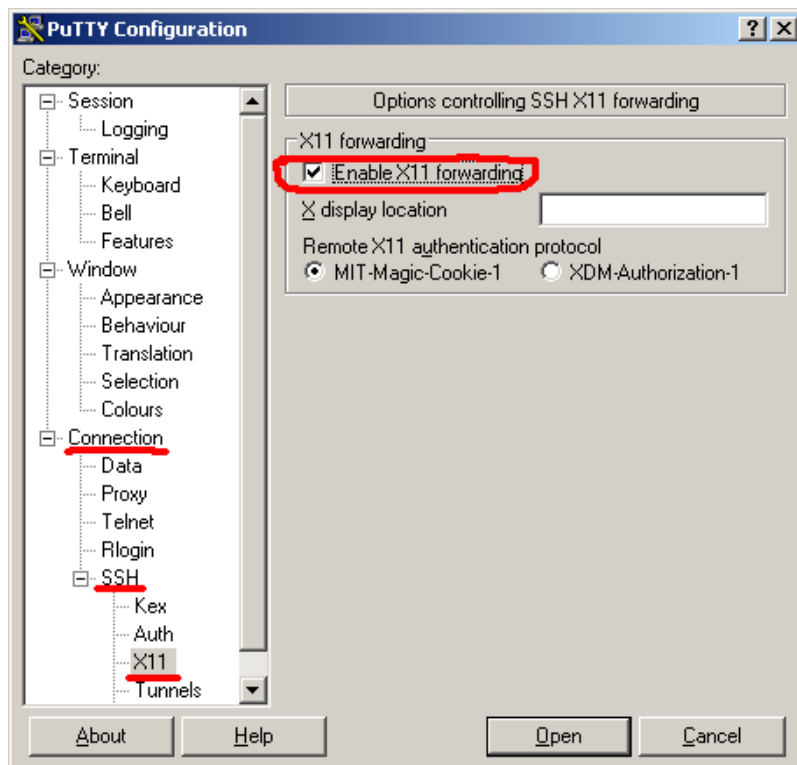 PuTTY Configuration
Category:
Session
Logging
Terminal
Keyboard
Bell
Features
Window
Appearance
Behaviour
Translation
Selection
Colours
Connection
Data
Proxy
Telnet
Rlogin
SSH
Kex
Auth
X11
Tunnels
Options controlling SSH X11 forwarding
X11 forwarding
Enable X11 forwarding
X display location
Remote X11 authentication protocol
MIT-Magic-Cookie-1 XDM-Authorization-1
About Help Open Cancel